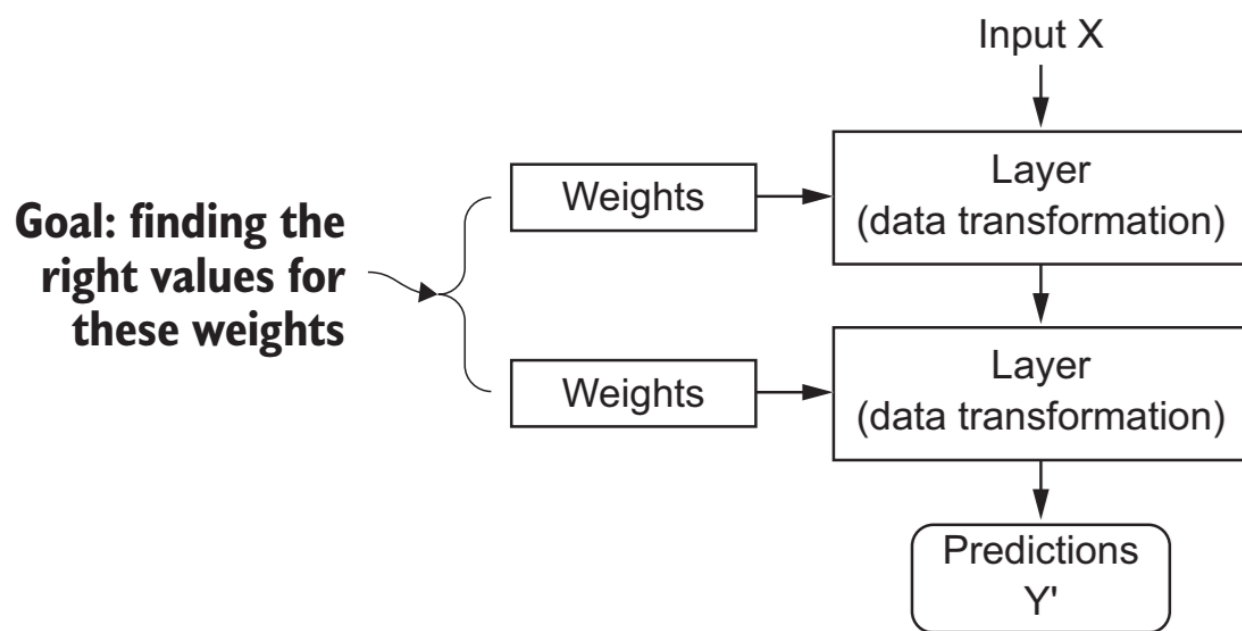 Input X
Goal: finding the
right values for
these weights
Weights
Layer
(data transformation)
Weights
Layer
(data transformation)
Predictions
Y'